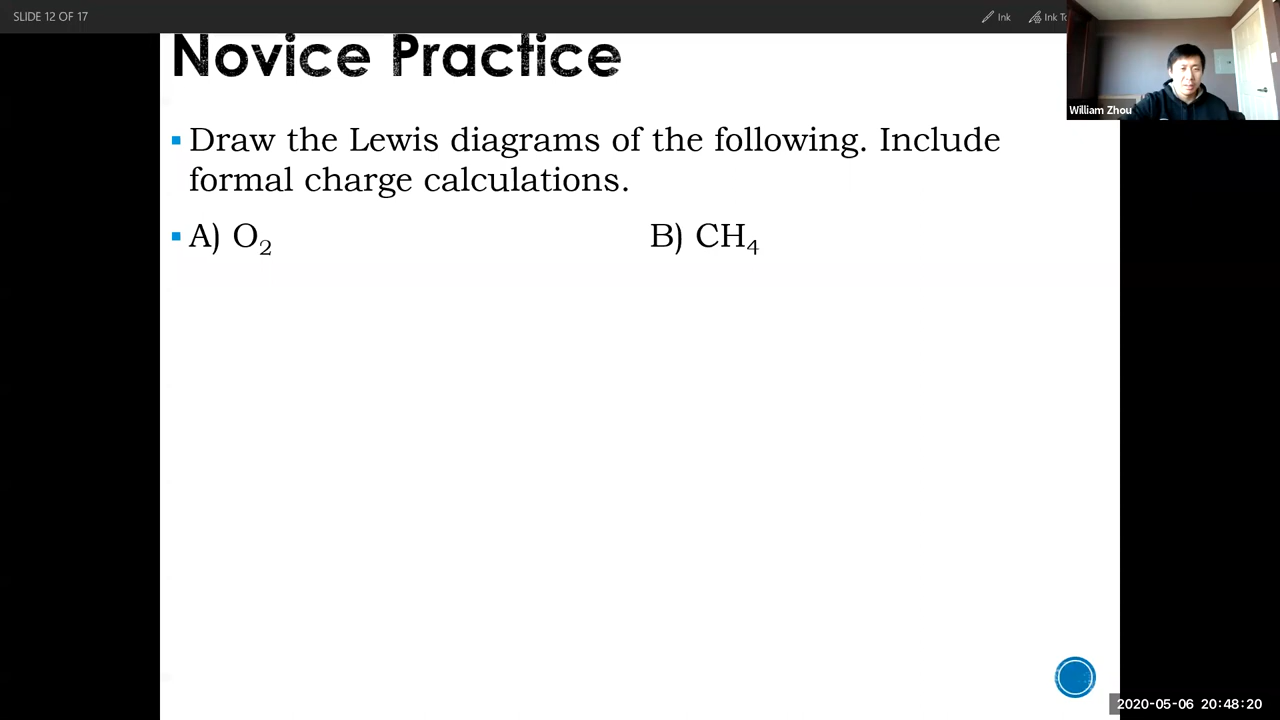 SLIDE 12 OF 17
Ink
Ink To
Novice Practice
William Zhou
Draw the Lewis diagrams of the following. Include
formal charge calculations.
A) O₂ B) CH₄
2020-05-06 20:48:20